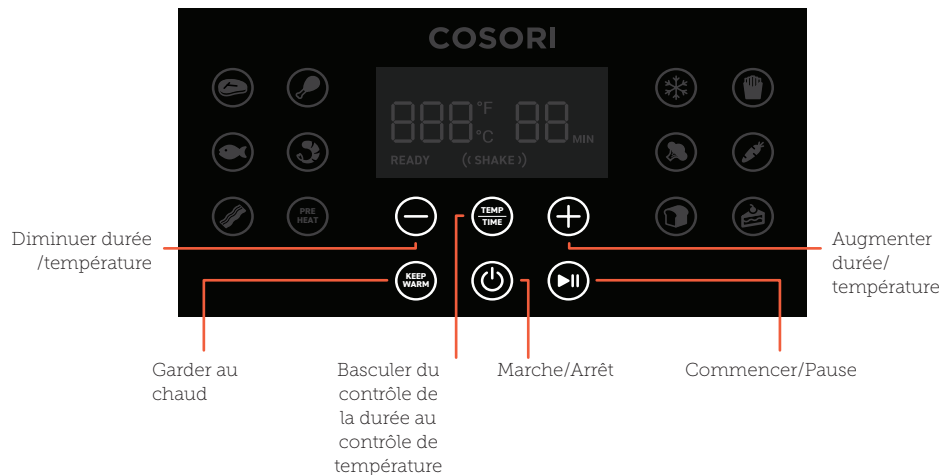 COSORI
888 °F 88
°C MIN
READY ((SHAKE))
PRE
HEAT
TEMP
TIME
Diminuer durée
/température
Augmenter
durée/
température
KEEP
WARM
Garder au
chaud
Basculer du
contrôle de
la durée au
contrôle de
température
Marche/Arrêt
Commencer/Pause